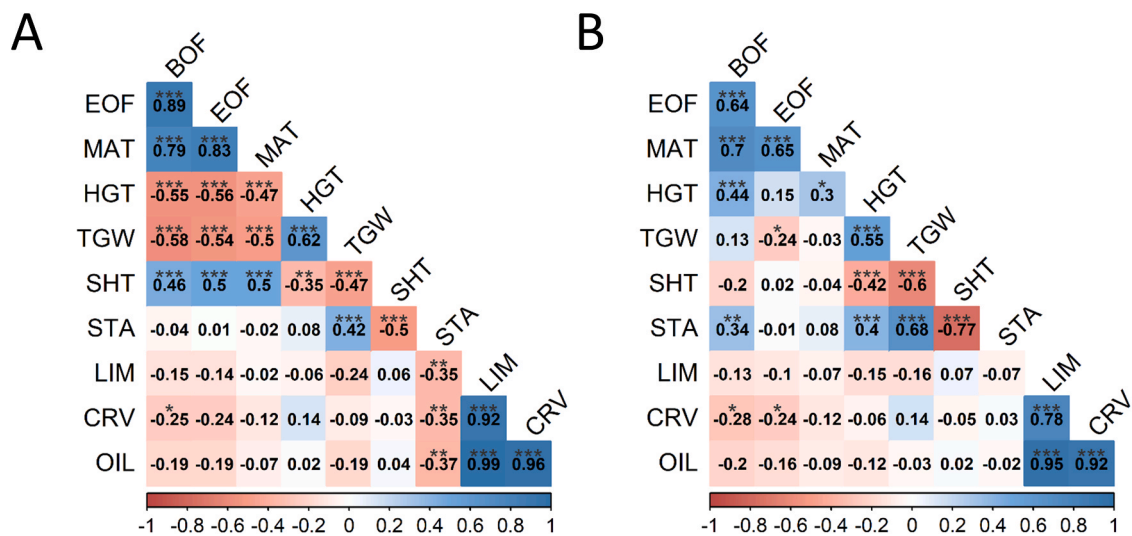 A
BOF
EOF *** 0.89 EOF
MAT *** 0.79 *** 0.83 MAT
HGT *** -0.55 *** -0.56 *** -0.47 HGT
TGW *** -0.58 *** -0.54 *** -0.5 *** 0.62 TGW
SHT *** 0.46 *** 0.5 *** 0.5 ** -0.35 *** -0.47 SHT
STA -0.04 0.01 -0.02 0.08 *** 0.42 *** -0.5 STA
LIM -0.15 -0.14 -0.02 -0.06 -0.24 0.06 ** -0.35 LIM
CRV * -0.25 -0.24 -0.12 0.14 -0.09 -0.03 ** -0.35 *** 0.92 CRV
OIL -0.19 -0.19 -0.07 0.02 -0.19 0.04 ** -0.37 *** 0.99 *** 0.96
-1 -0.8 -0.6 -0.4 -0.2 0 0.2 0.4 0.6 0.8 1
B
BOF
EOF *** 0.64 EOF
MAT *** 0.7 *** 0.65 MAT
HGT *** 0.44 0.15 * 0.3 HGT
TGW 0.13 * -0.24 -0.03 *** 0.55 TGW
SHT -0.2 0.02 -0.04 *** -0.42 *** -0.6 SHT
STA ** 0.34 -0.01 0.08 *** 0.4 *** 0.68 *** -0.77 STA
LIM -0.13 -0.1 -0.07 -0.15 -0.16 0.07 -0.07 LIM
CRV * -0.28 * -0.24 -0.12 -0.06 0.14 -0.05 0.03 *** 0.78 CRV
OIL -0.2 -0.16 -0.09 -0.12 -0.03 0.02 -0.02 *** 0.95 *** 0.92
-1 -0.8 -0.6 -0.4 -0.2 0 0.2 0.4 0.6 0.8 1